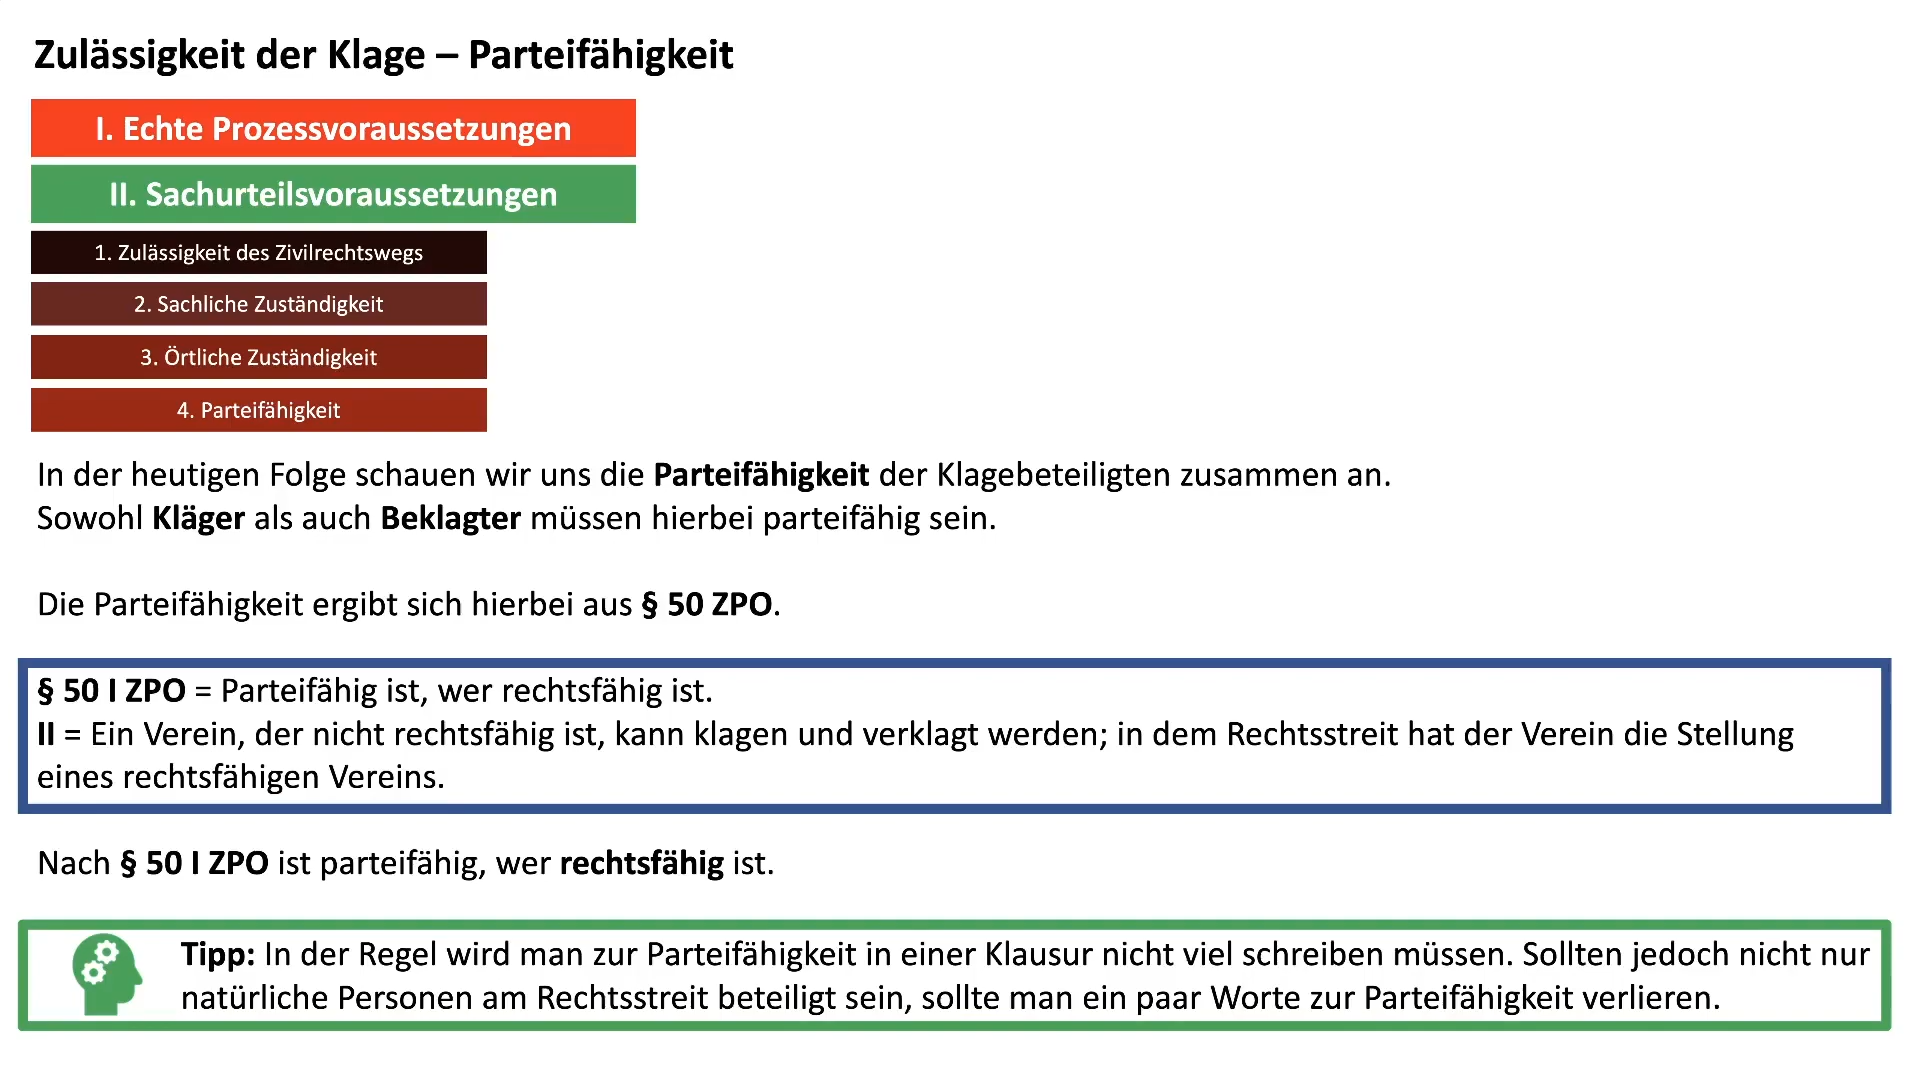 Zulässigkeit der Klage – Parteifähigkeit
I. Echte Prozessvoraussetzungen
II. Sachurteilsvoraussetzungen
1. Zulässigkeit des Zivilrechtswegs
2. Sachliche Zuständigkeit
3. Örtliche Zuständigkeit
4. Parteifähigkeit
In der heutigen Folge schauen wir uns die Parteifähigkeit der Klagebeteiligten zusammen an.
Sowohl Kläger als auch Beklagter müssen hierbei parteifähig sein.
Die Parteifähigkeit ergibt sich hierbei aus § 50 ZPO.
§ 50 I ZPO = Parteifähig ist, wer rechtsfähig ist.
II = Ein Verein, der nicht rechtsfähig ist, kann klagen und verklagt werden; in dem Rechtsstreit hat der Verein die Stellung
eines rechtsfähigen Vereins.
Nach § 50 I ZPO ist parteifähig, wer rechtsfähig ist.
Tipp: In der Regel wird man zur Parteifähigkeit in einer Klausur nicht viel schreiben müssen. Sollten jedoch nicht nur
natürliche Personen am Rechtsstreit beteiligt sein, sollte man ein paar Worte zur Parteifähigkeit verlieren.